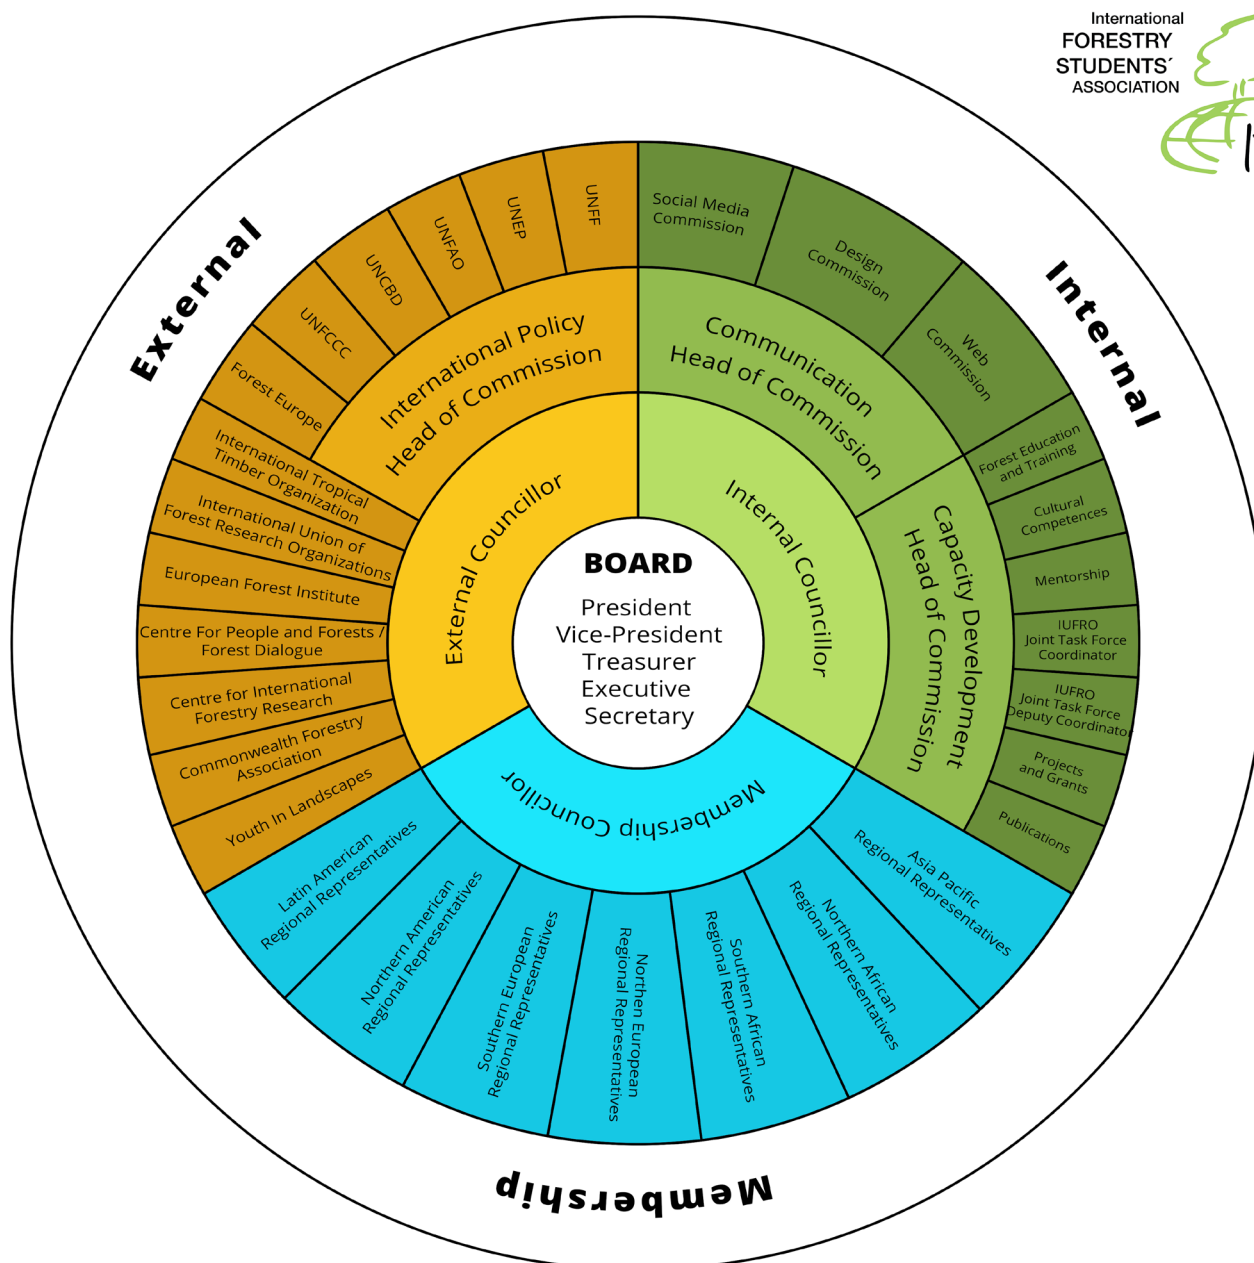 International
FORESTRY
STUDENTS´
ASSOCIATION
External
Internal
Membership
BOARD
President
Vice-President
Treasurer
Executive
Secretary
External Councillor
Internal Councillor
Membership Councillor
International Policy
Head of Commission
Communication
Head of Commission
Capacity Development
Head of Commission
UNFF
UNEP
UNFAO
UNCBD
UNFCCC
Forest Europe
International Tropical
Timber Organization
International Union of
Forest Research Organizations
European Forest Institute
Centre For People and Forests /
Forest Dialogue
Centre for International
Forestry Research
Commonwealth Forestry
Association
Youth In Landscapes
Social Media
Commission
Design
Commission
Web
Commission
Forest Education
and Training
Cultural
Competences
Mentorship
IUFRO
Joint Task Force
Coordinator
IUFRO
Joint Task Force
Deputy Coordinator
Projects
and Grants
Publications
Latin American
Regional Representatives
Northern American
Regional Representatives
Southern European
Regional Representatives
Northen European
Regional Representatives
Southern African
Regional Representatives
Northern African
Regional Representatives
Asia Pacific
Regional Representatives